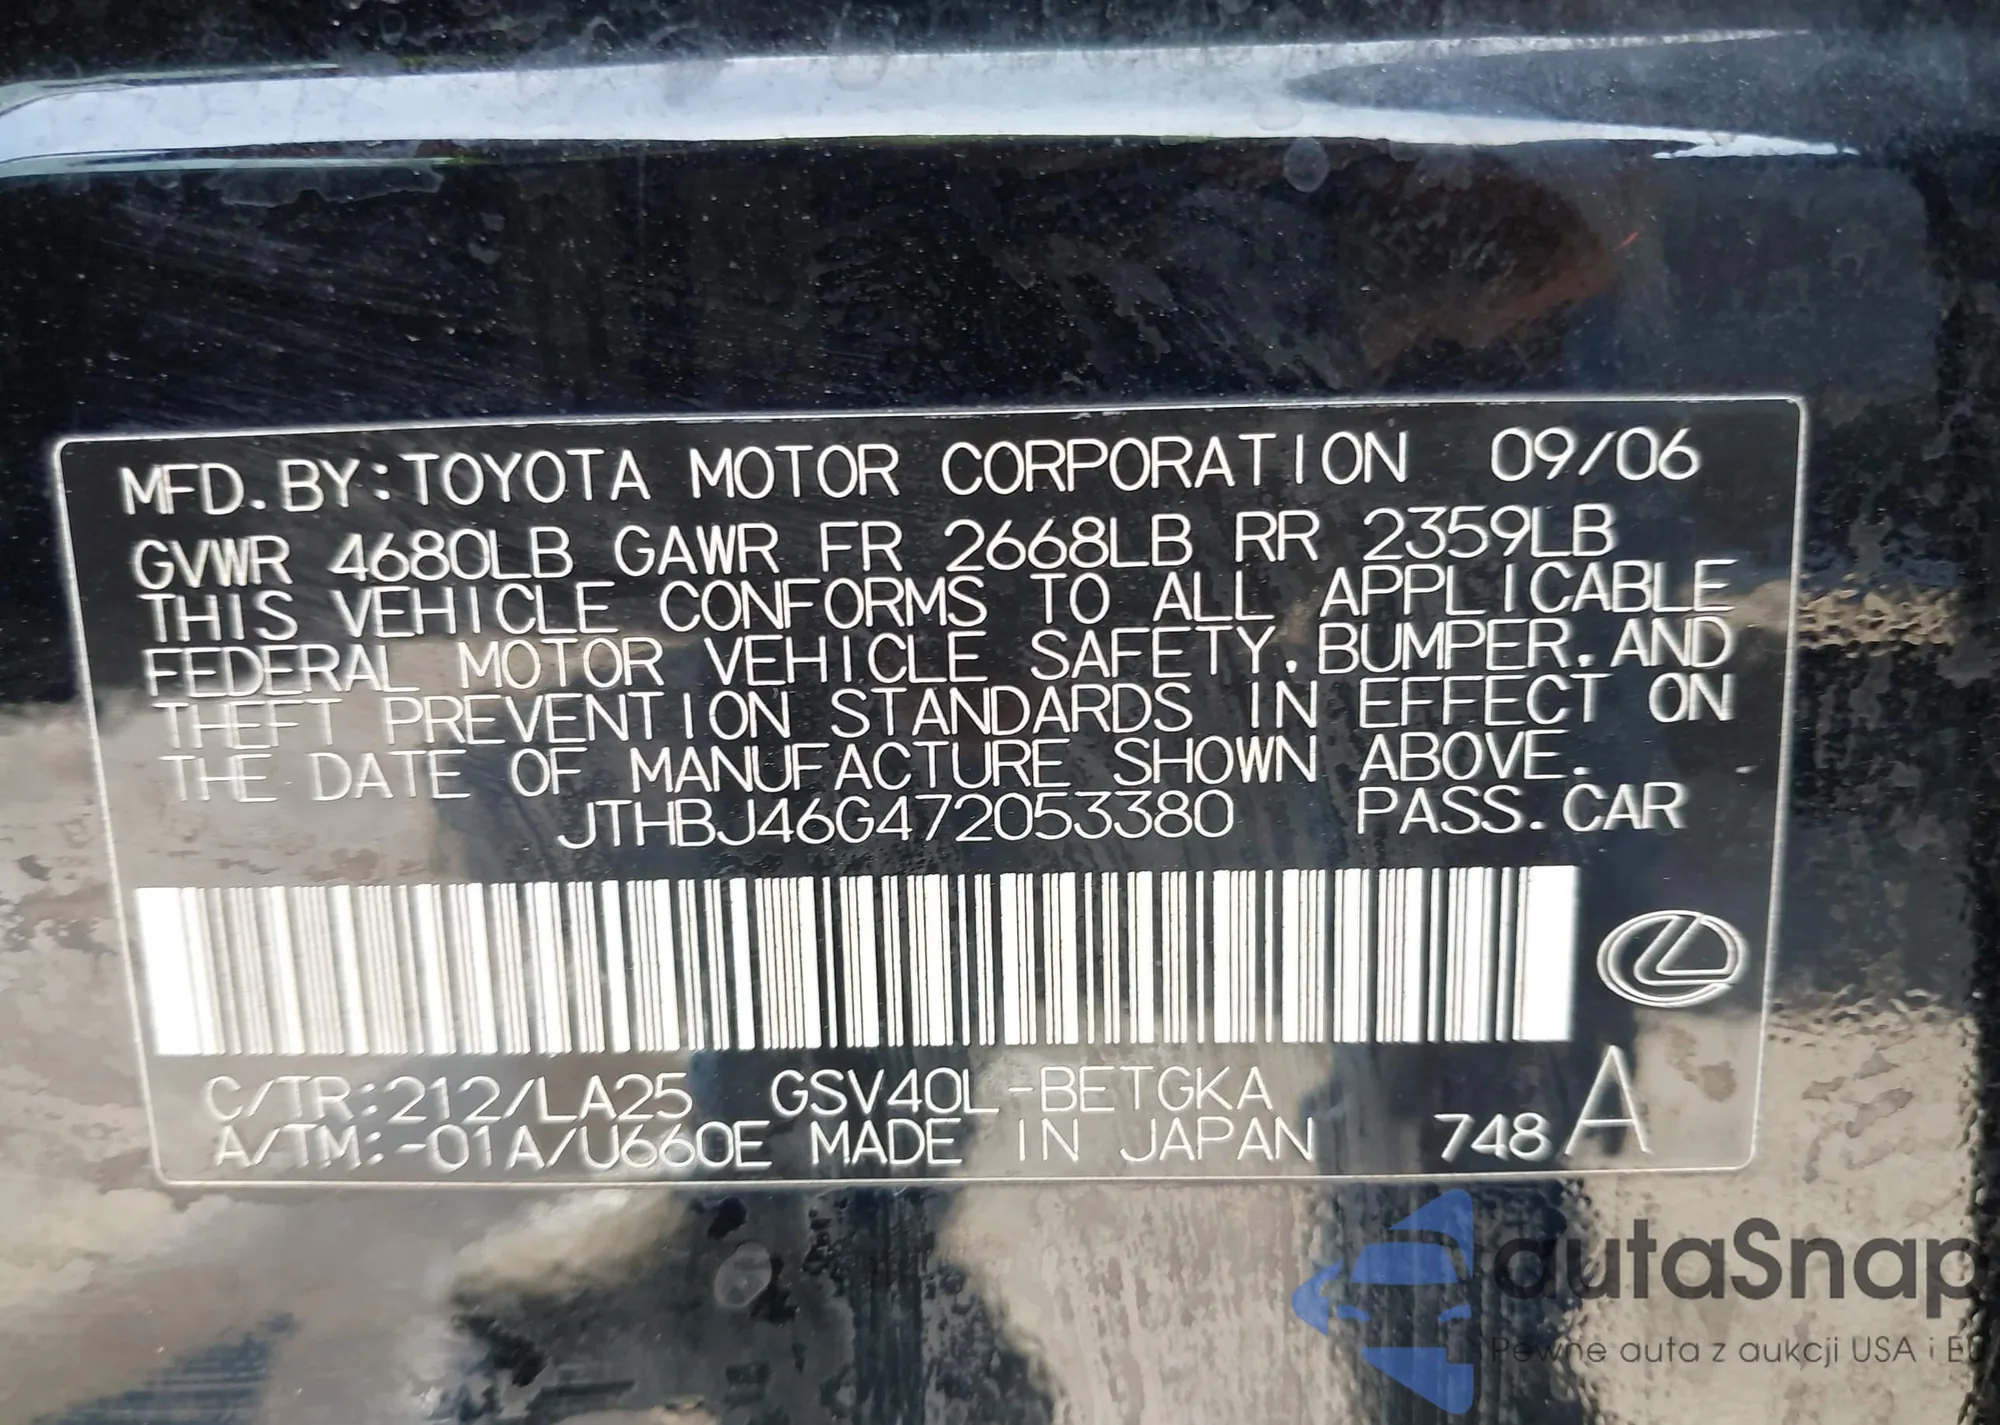 MFD.BY:TOYOTA MOTOR CORPORATION 09/06
GVWR 4680LB GAWR FR 2668LB RR 2359LB
THIS VEHICLE CONFORMS TO ALL APPLICABLE
FEDERAL MOTOR VEHICLE SAFETY,BUMPER,AND
THEFT PREVENTION STANDARDS IN EFFECT ON
THE DATE OF MANUFACTURE SHOWN ABOVE.
JTHBJ46G472053380 PASS.CAR
C/TR:212/LA25 GSV40L-BETGKA
A/TM:-01A/U660E MADE IN JAPAN 748A
autaSnap
Pewne auta z aukcji USA i EU